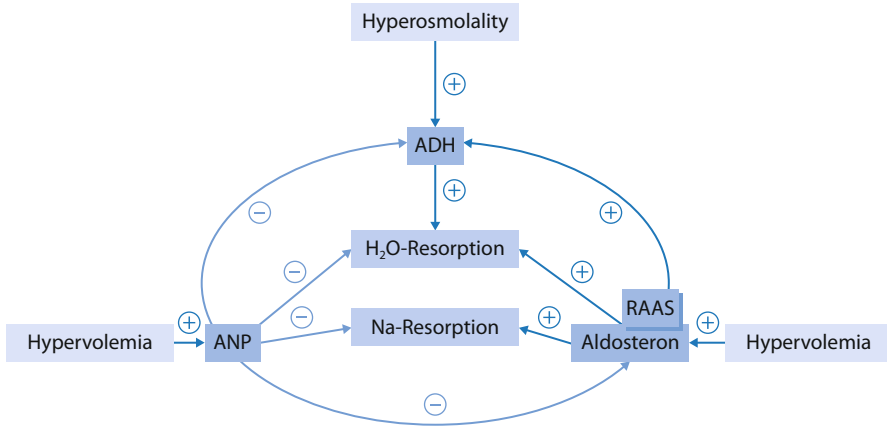 Hyperosmolality
+
ADH
+
− +
H₂O-Resorption
− +
RAAS
Hypervolemia + ANP − Na-Resorption + Aldosteron + Hypervolemia
−